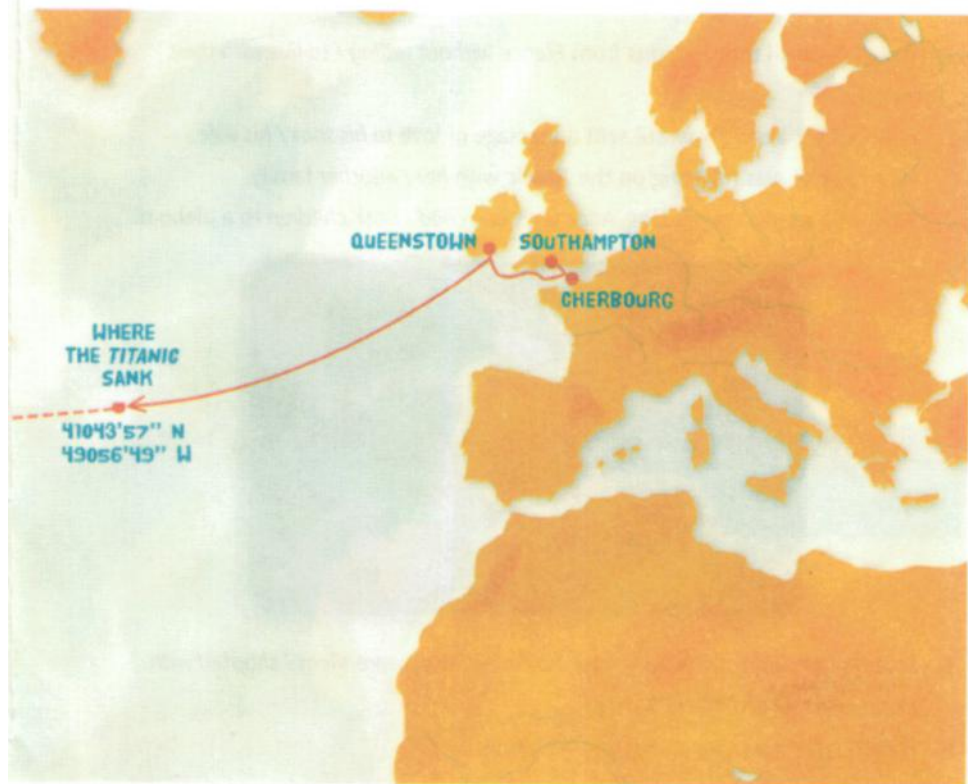 QUEENSTOWN
SOUTHAMPTON
CHERBOURG
WHERE
THE TITANIC
SANK
41043'57" N
49056'49" W